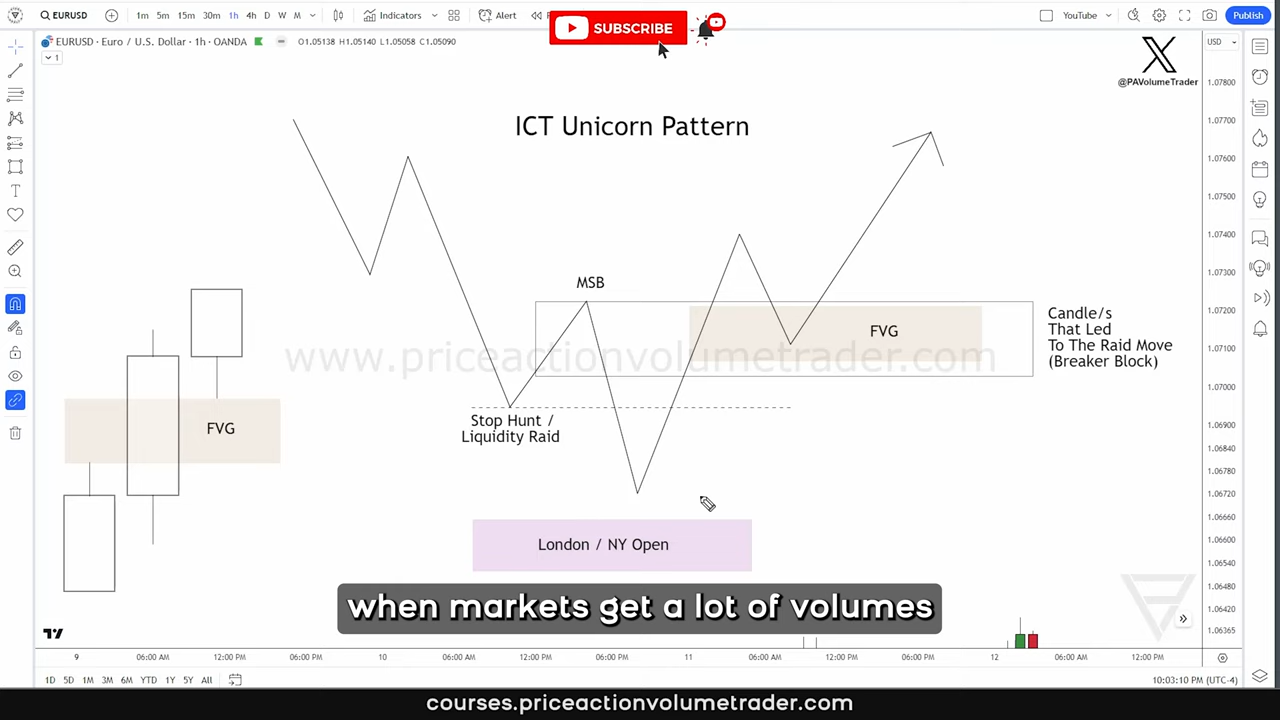 EURUSD
1m 5m 15m 30m 1h 4h D W M
Indicators
Alert
SUBSCRIBE
YouTube
Publish
EURUSD · Euro / U.S. Dollar · 1h · OANDA
O1.05138 H1.05140 L1.05058 C1.05090
1
USD
@PAVolumeTrader
ICT Unicorn Pattern
MSB
FVG
Candle/s
That Led
To The Raid Move
(Breaker Block)
www.priceactionvolumetrader.com
FVG
Stop Hunt /
Liquidity Raid
London / NY Open
when markets get a lot of volumes
1.07800
1.07700
1.07600
1.07500
1.07400
1.07300
1.07200
1.07100
1.07000
1.06900
1.06840
1.06780
1.06720
1.06660
1.06600
1.06540
1.06480
1.06420
1.06365
9 06:00 AM 12:00 PM 06:00 PM 10 06:00 AM 12:00 PM 06:00 PM 11 06:00 AM 12:00 PM 06:00 PM 12 06:00 AM 12:00 PM
1D 5D 1M 3M 6M YTD 1Y 5Y All
10:03:10 PM (UTC-4)
courses.priceactionvolumetrader.com